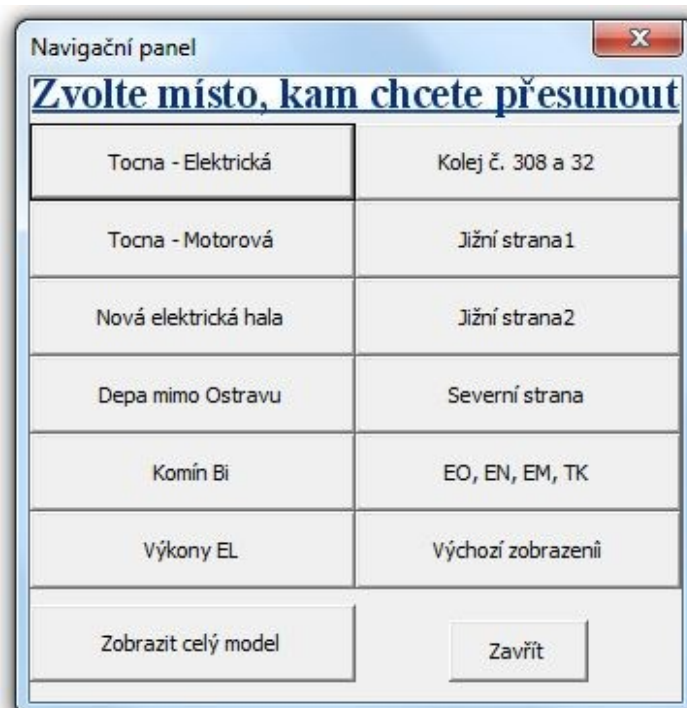 Navigační panel
Zvolte místo, kam chcete přesunout
Tocna - Elektrická
Kolej č. 308 a 32
Tocna - Motorová
Jižní strana1
Nová elektrická hala
Jižní strana2
Depa mimo Ostravu
Severní strana
Komín Bi
EO, EN, EM, TK
Výkony EL
Výchozí zobrazeníi
Zobrazit celý model
Zavřít